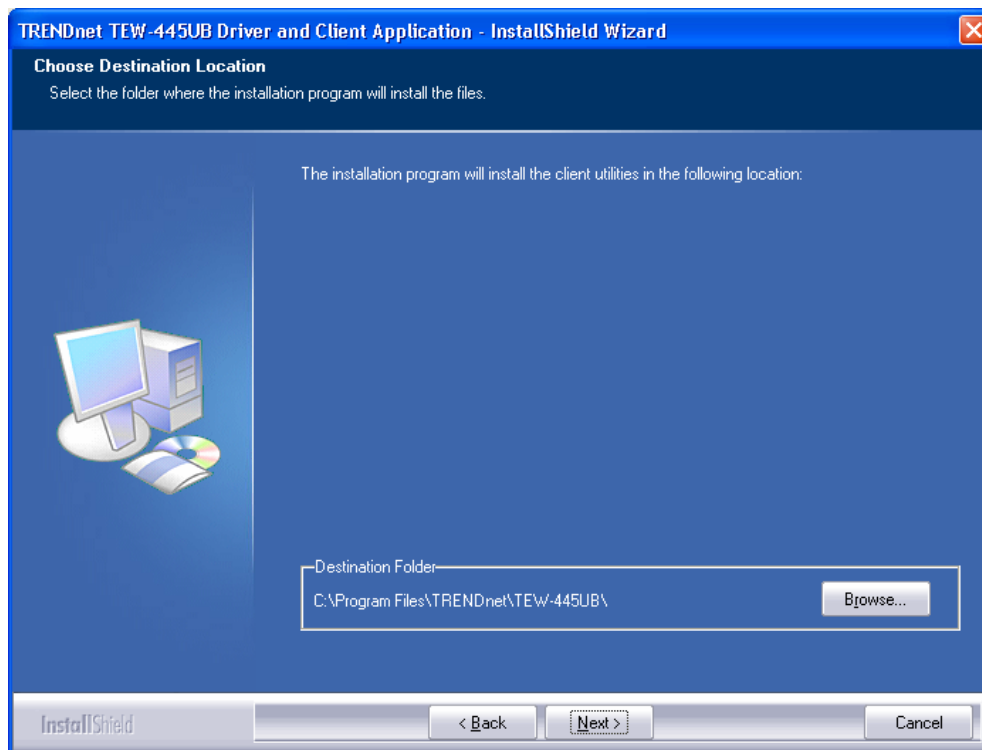 TRENDnet TEW-445UB Driver and Client Application - InstallShield Wizard
Choose Destination Location
Select the folder where the installation program will install the files.
The installation program will install the client utilities in the following location:
Destination Folder
C:\Program Files\TRENDnet\TEW-445UB\
Browse...
InstallShield
< Back
Next >
Cancel